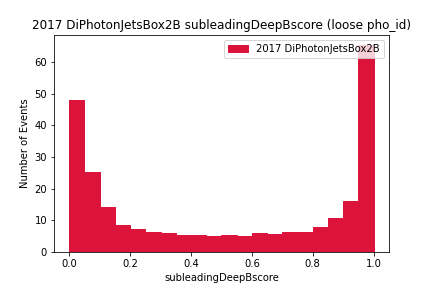 2017 DiPhotonJetsBox2B subleadingDeepBscore (loose pho_id)
2017 DiPhotonJetsBox2B
Number of Events
60
50
40
30
20
10
0
0.0 0.2 0.4 0.6 0.8 1.0
subleadingDeepBscore